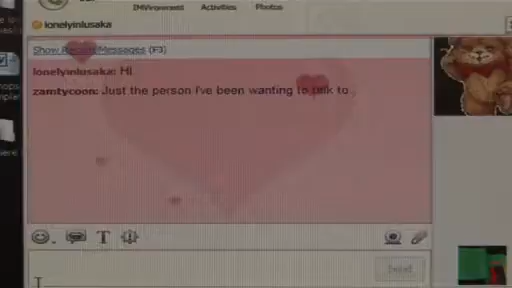 IMVironment Activities Photos
lonelyinlusaka
Show Recent Messages (F3)
lonelyinlusaka: Hi
zamtycoon: Just the person I've been wanting to talk to..
Send